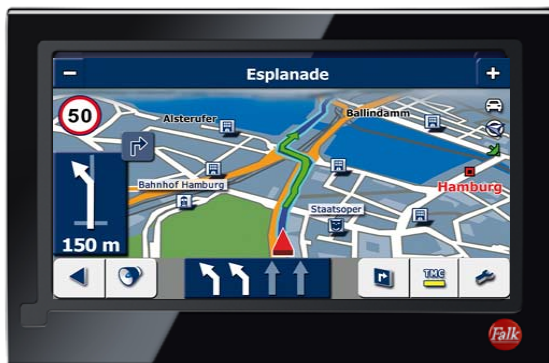 -
Esplanade
+
50
Alsterufer
Ballindamm
Bahnhof Hamburg
Hamburg
Staatsoper
150 m
TMC
Falk